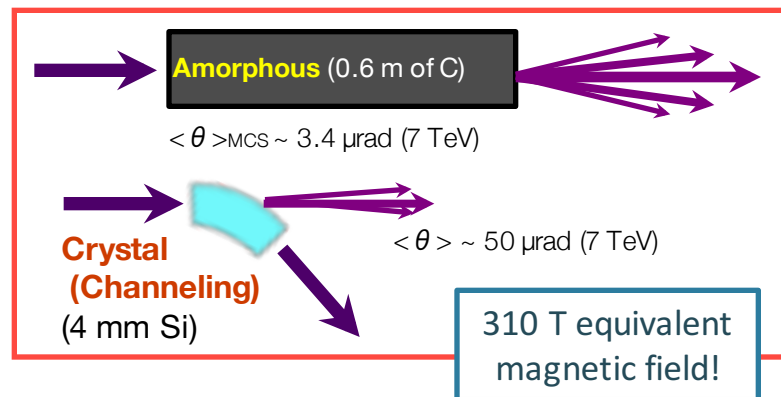 Amorphous (0.6 m of C)
< θ >MCS ~ 3.4 μrad (7 TeV)
< θ > ~ 50 μrad (7 TeV)
Crystal
(Channeling)
(4 mm Si)
310 T equivalent
magnetic field!